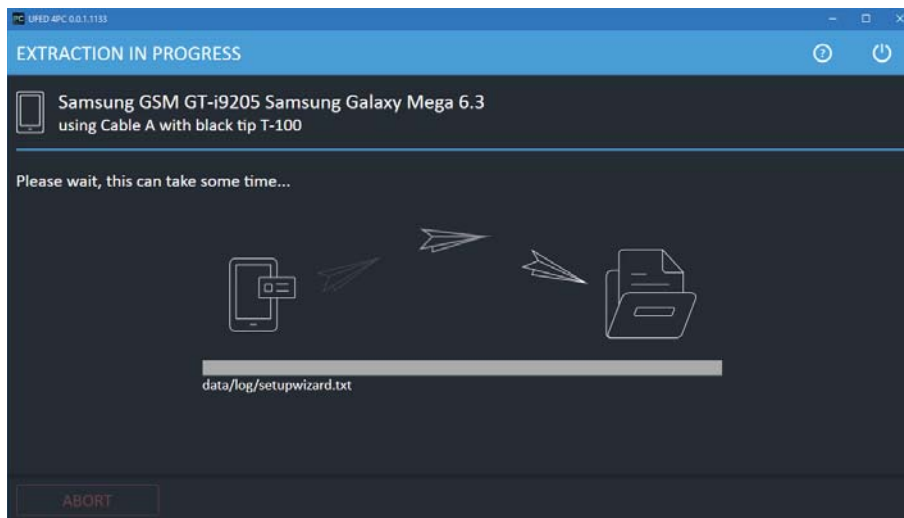 UFED 4PC 0.0.1.1133
EXTRACTION IN PROGRESS
Samsung GSM GT-i9205 Samsung Galaxy Mega 6.3
using Cable A with black tip T-100
Please wait, this can take some time...
data/log/setupwizard.txt
ABORT